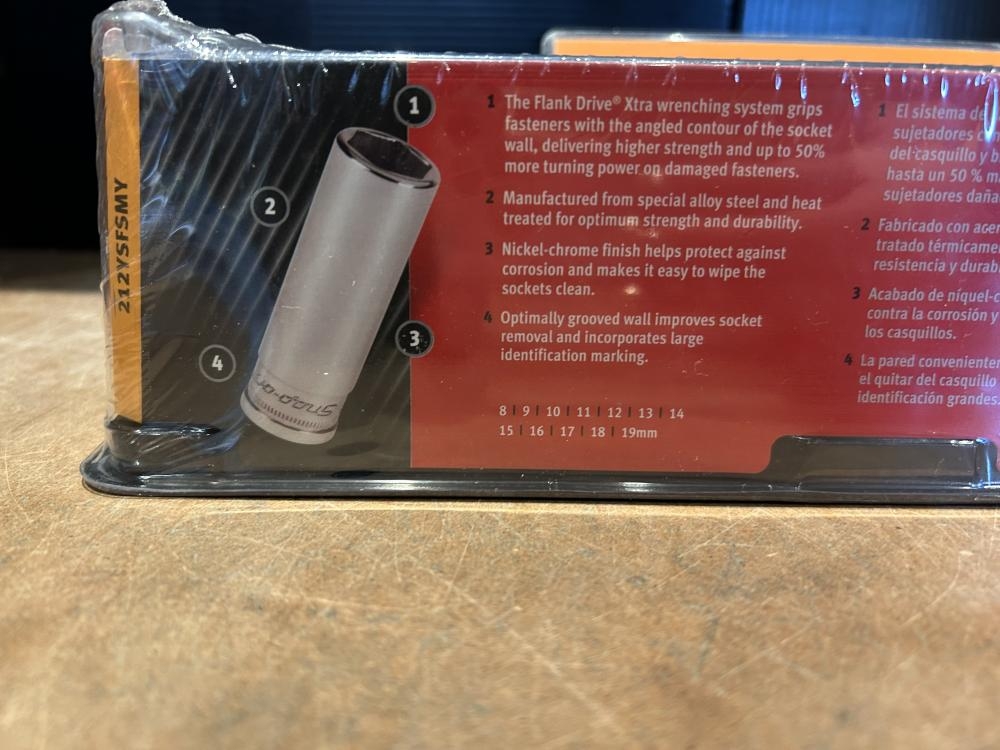 212YSFSMY
1
2
3
4
Snap-on
1 The Flank Drive® Xtra wrenching system grips
fasteners with the angled contour of the socket
wall, delivering higher strength and up to 50%
more turning power on damaged fasteners.
2 Manufactured from special alloy steel and heat
treated for optimum strength and durability.
3 Nickel-chrome finish helps protect against
corrosion and makes it easy to wipe the
sockets clean.
4 Optimally grooved wall improves socket
removal and incorporates large
identification marking.
8 | 9 | 10 | 11 | 12 | 13 | 14
15 | 16 | 17 | 18 | 19mm
1 El sistema de
sujetadores
del casquillo y
hasta un 50 %
sujetadores
2 Fabricado con
tratado
resistencia y
3 Acabado de
contra la corrosión y
los casquillos.
4 La pared
el quitar del casquillo
identificación grandes.